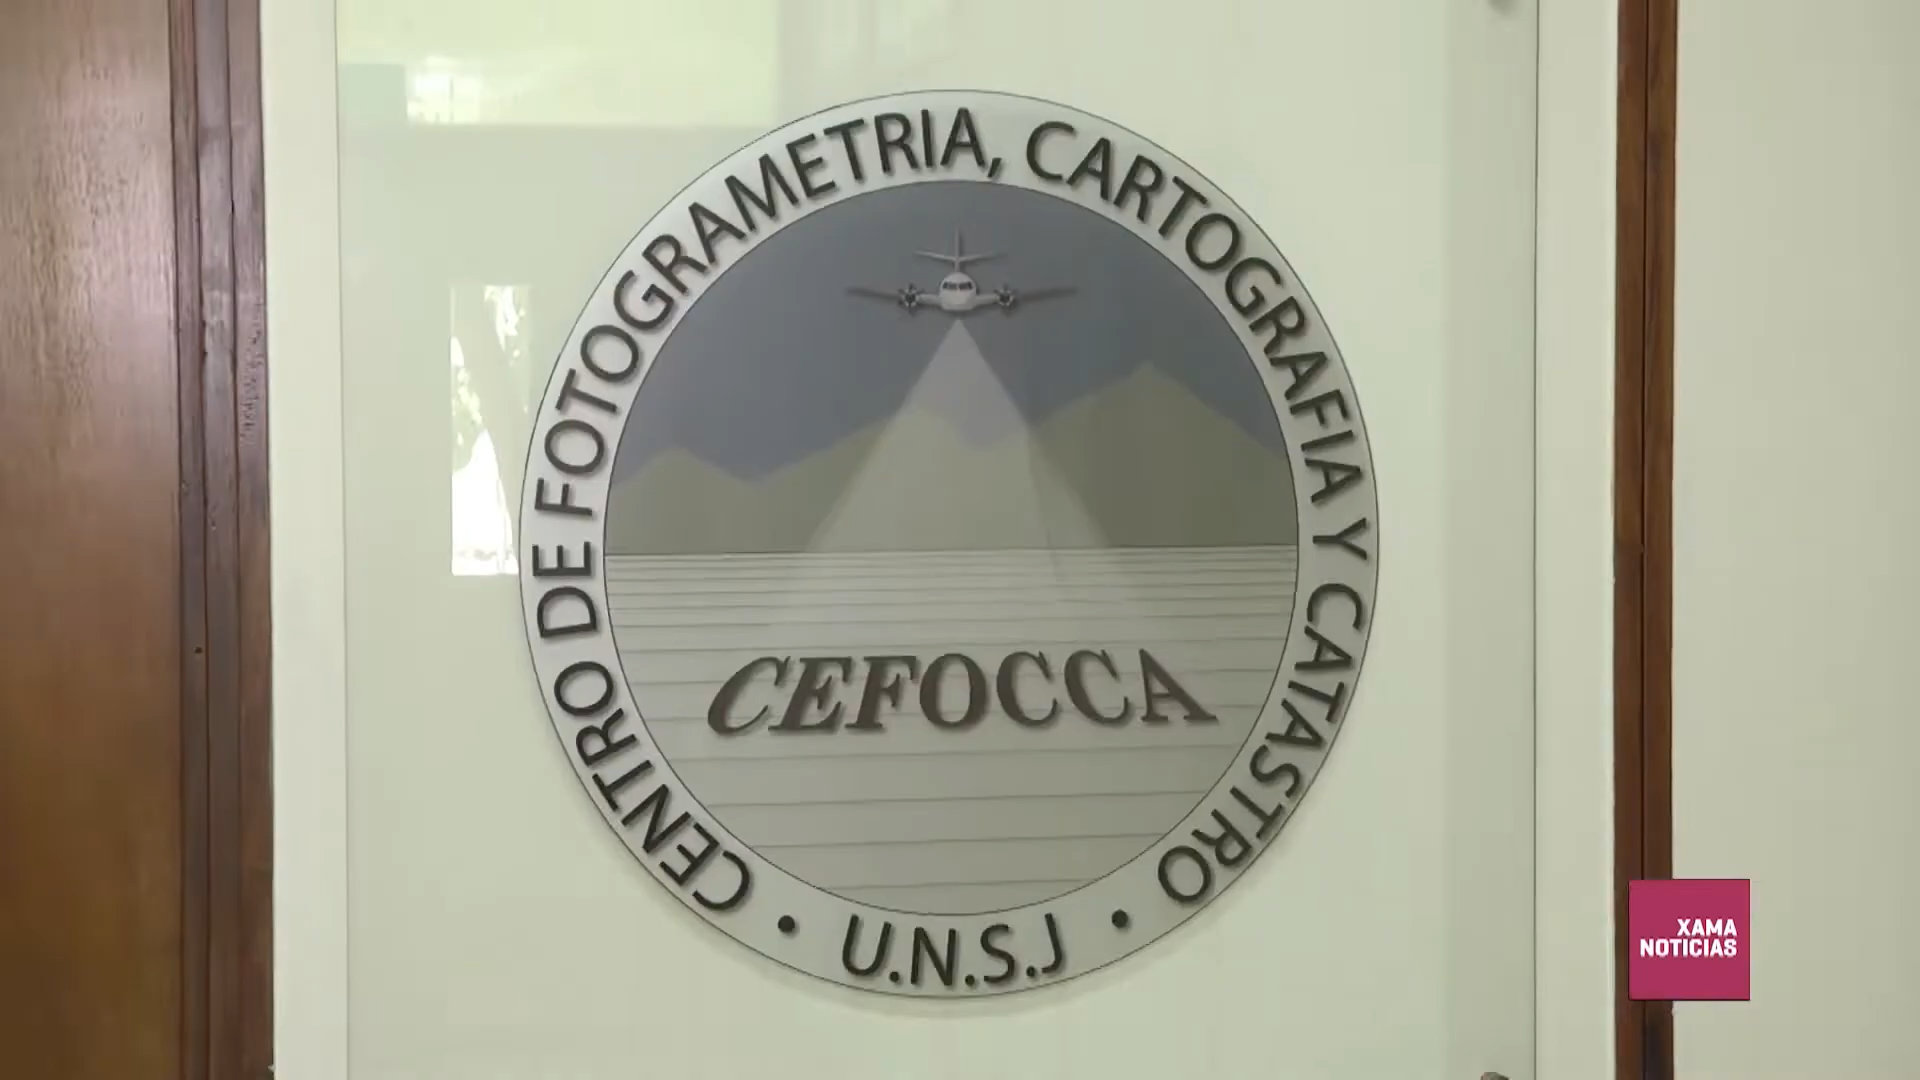 CENTRO DE FOTOGRAMETRIA, CARTOGRAFIA Y CATASTRO
• U.N.S.J •
CEFOCCA
XAMA
NOTICIAS